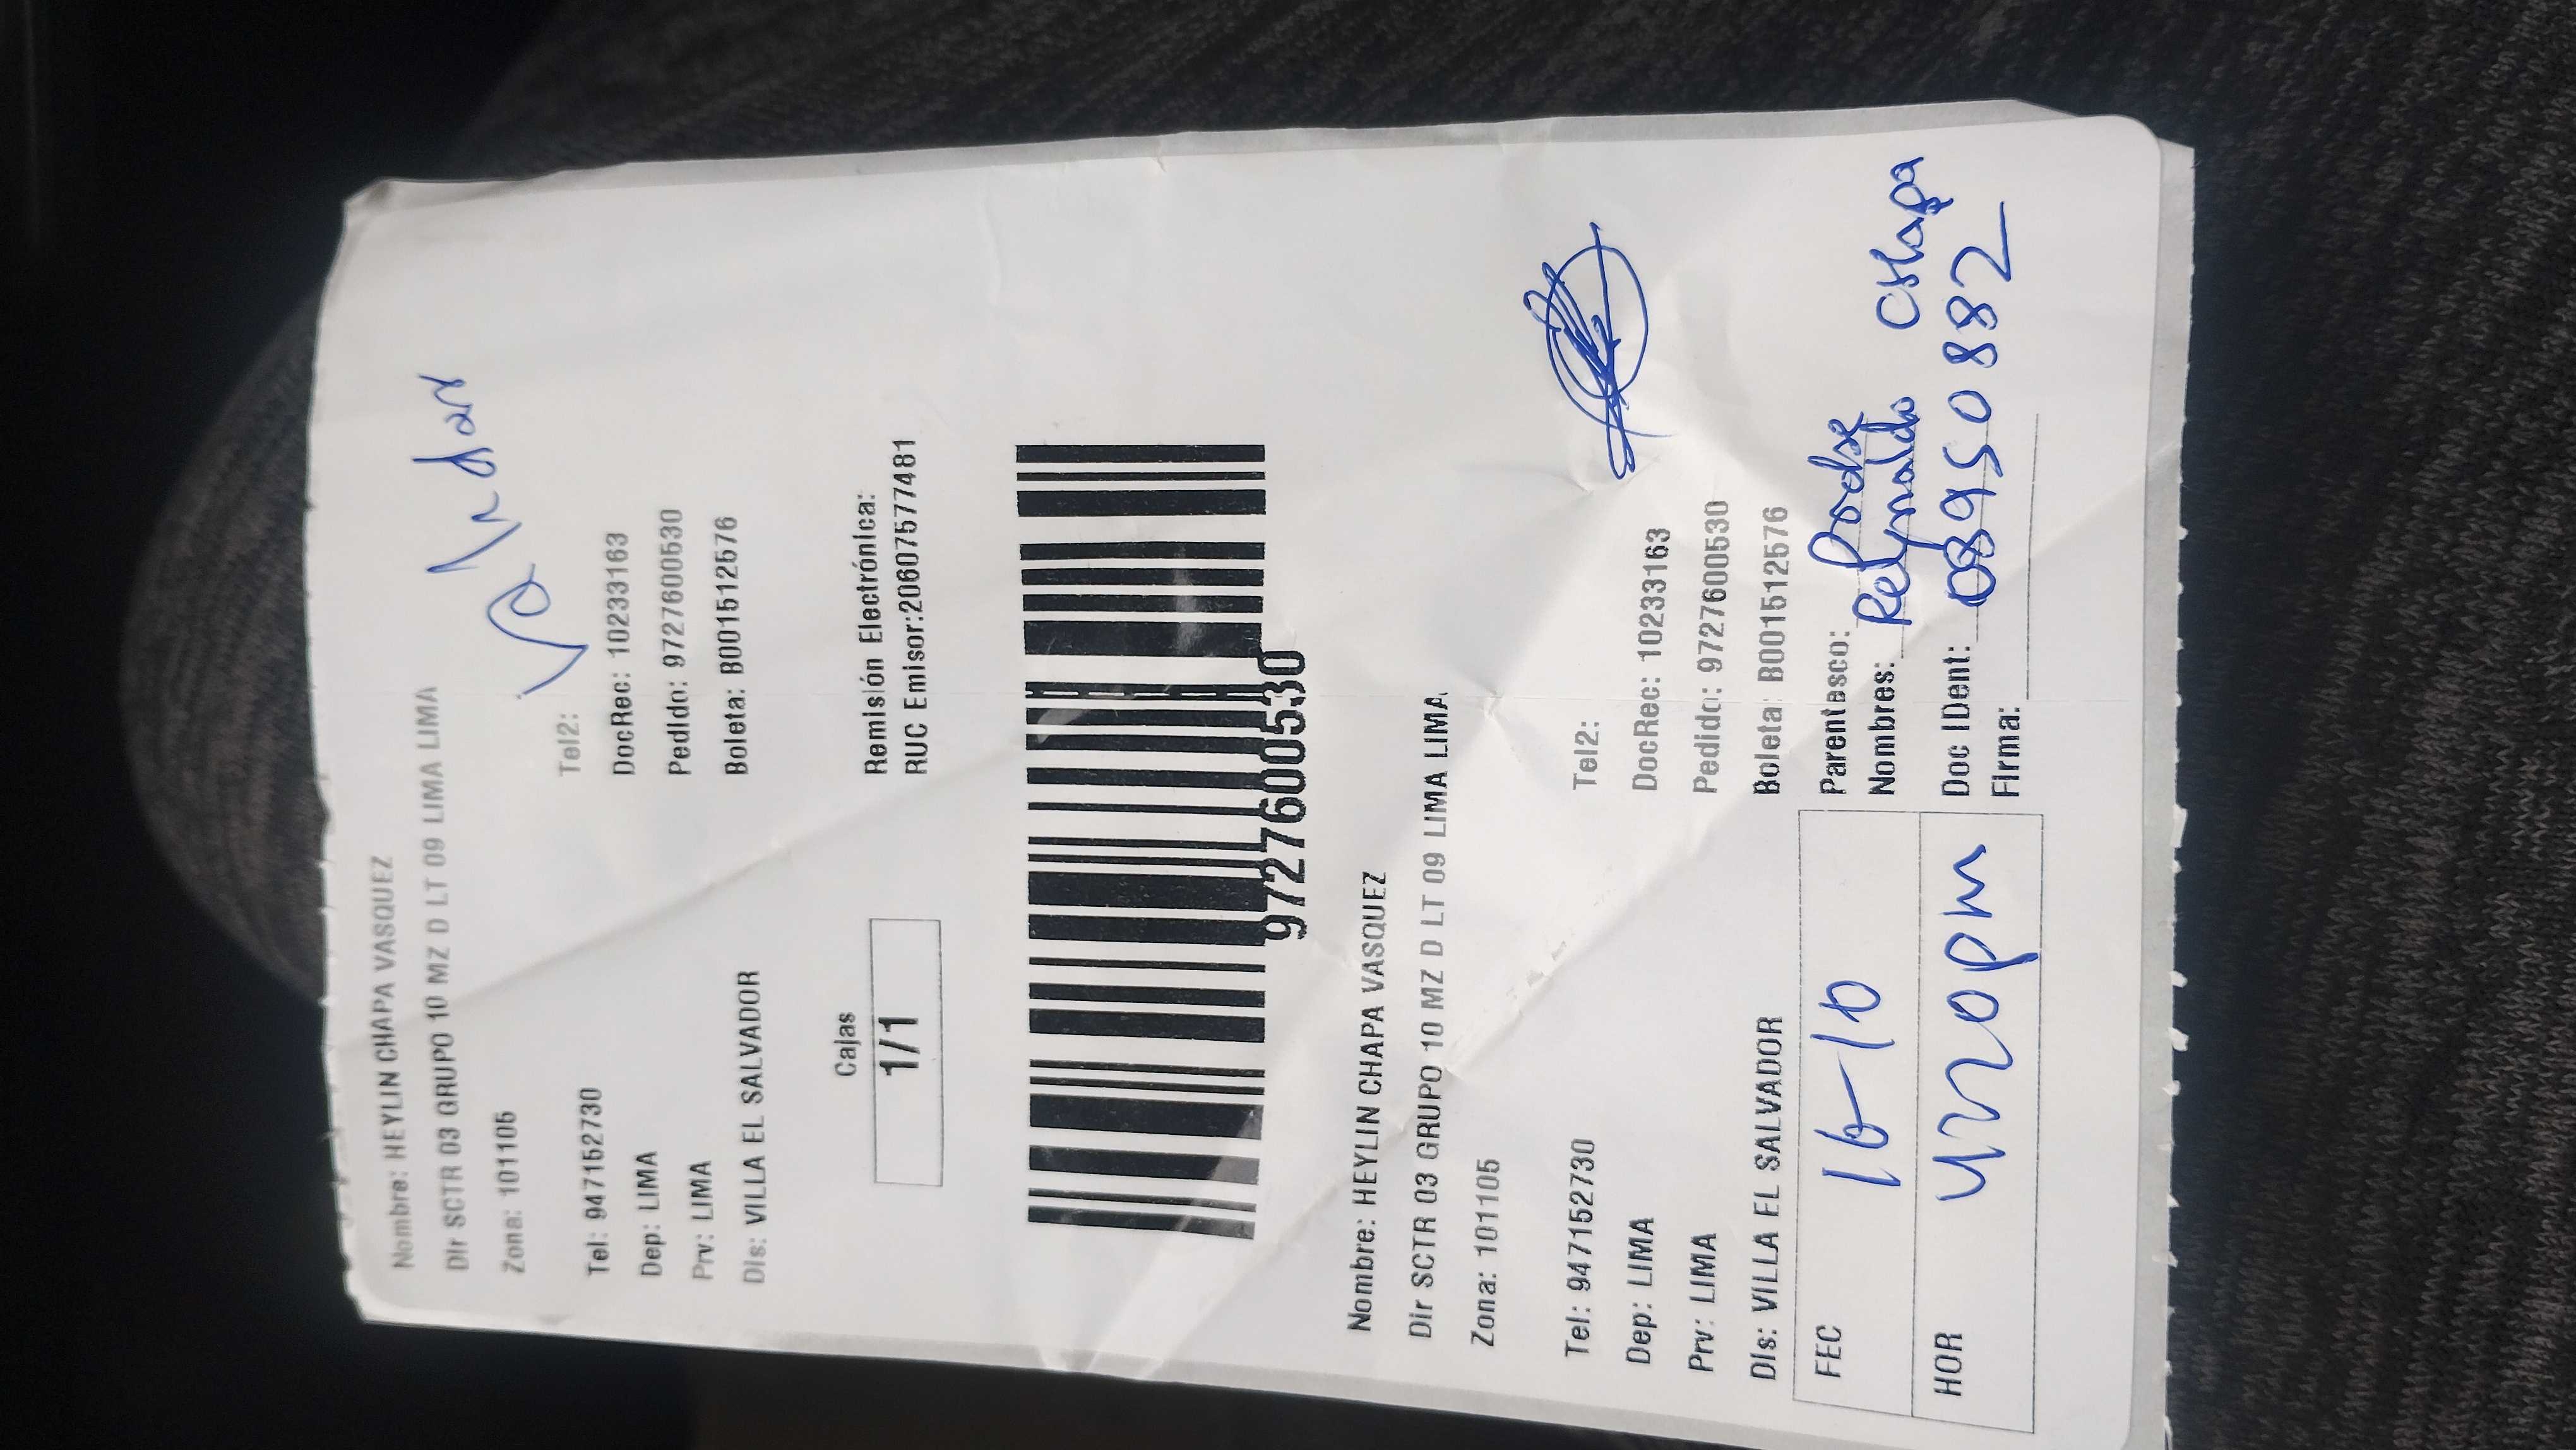 Nombre: HEYLIN CHAPA VASQUEZ
Dir SCTR 03 GRUPO 10 MZ D LT 09 LIMA LIMA
Zona: 101105
Tel2:
Tel: 947152730
DocRec: 10233163
Dep: LIMA
Pedido: 9727600530
Prv: LIMA
Boleta: B001512576
Dis: VILLA EL SALVADOR
Cajas
1/1
Remisión Electrónica:
RUC Emisor:20607577481
9727600530
Nombre: HEYLIN CHAPA VASQUEZ
Dir SCTR 03 GRUPO 10 MZ D LT 09 LIMA LIMA
Zona: 101105
Tel2:
Tel: 947152730
DocRec: 10233163
Dep: LIMA
Pedido: 9727600530
Prv: LIMA
Boleta: B001512576
Dis: VILLA EL SALVADOR
FEC 16-10
HOR
Parentesco: Padre
Nombres: Reynaldo Chapa
Doc IDent: 08950882
Firma: